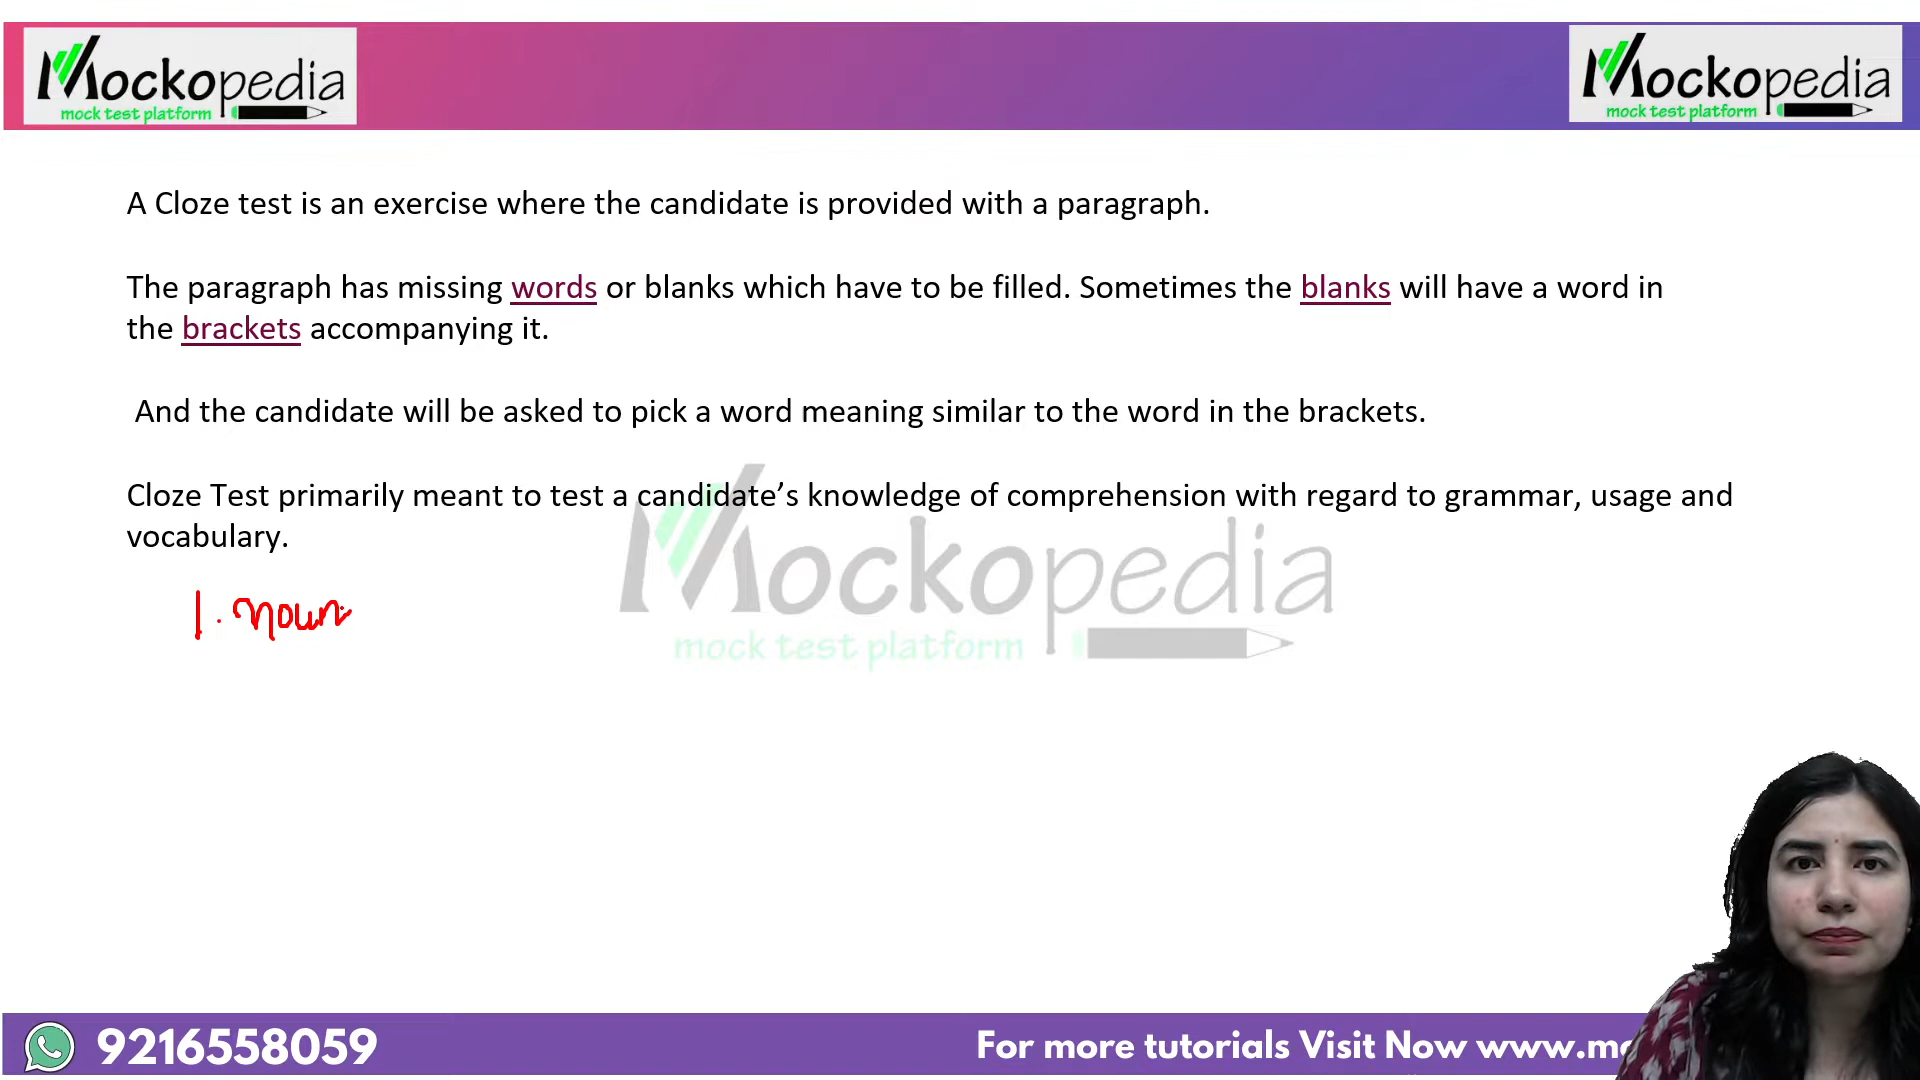 Mockopedia
mock test platform
Mockopedia
mock test platform
A Cloze test is an exercise where the candidate is provided with a paragraph.
The paragraph has missing words or blanks which have to be filled. Sometimes the blanks will have a word in
the brackets accompanying it.
And the candidate will be asked to pick a word meaning similar to the word in the brackets.
Cloze Test primarily meant to test a candidate’s knowledge of comprehension with regard to grammar, usage and
vocabulary.
Mockopedia
mock test platform
1. noun
9216558059
For more tutorials Visit Now www.mo